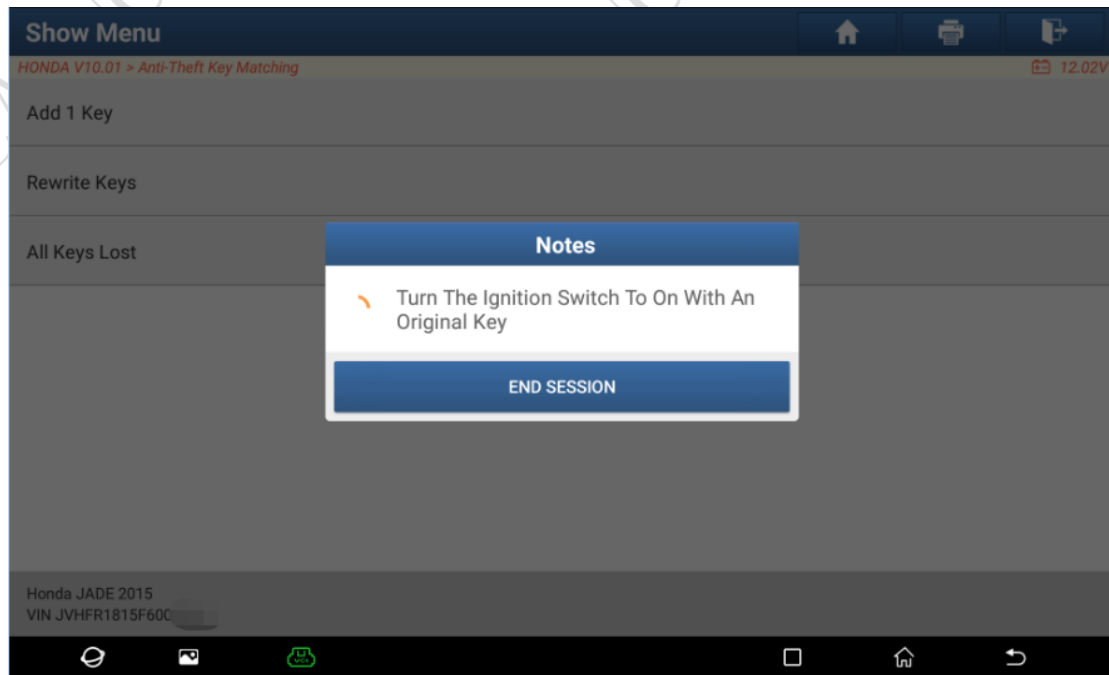 Show Menu
HONDA V10.01 > Anti-Theft Key Matching 12.02V
Add 1 Key
Rewrite Keys
All Keys Lost
Notes
Turn The Ignition Switch To On With An
Original Key
END SESSION
Honda JADE 2015
VIN JVHFR1815F600
VCI